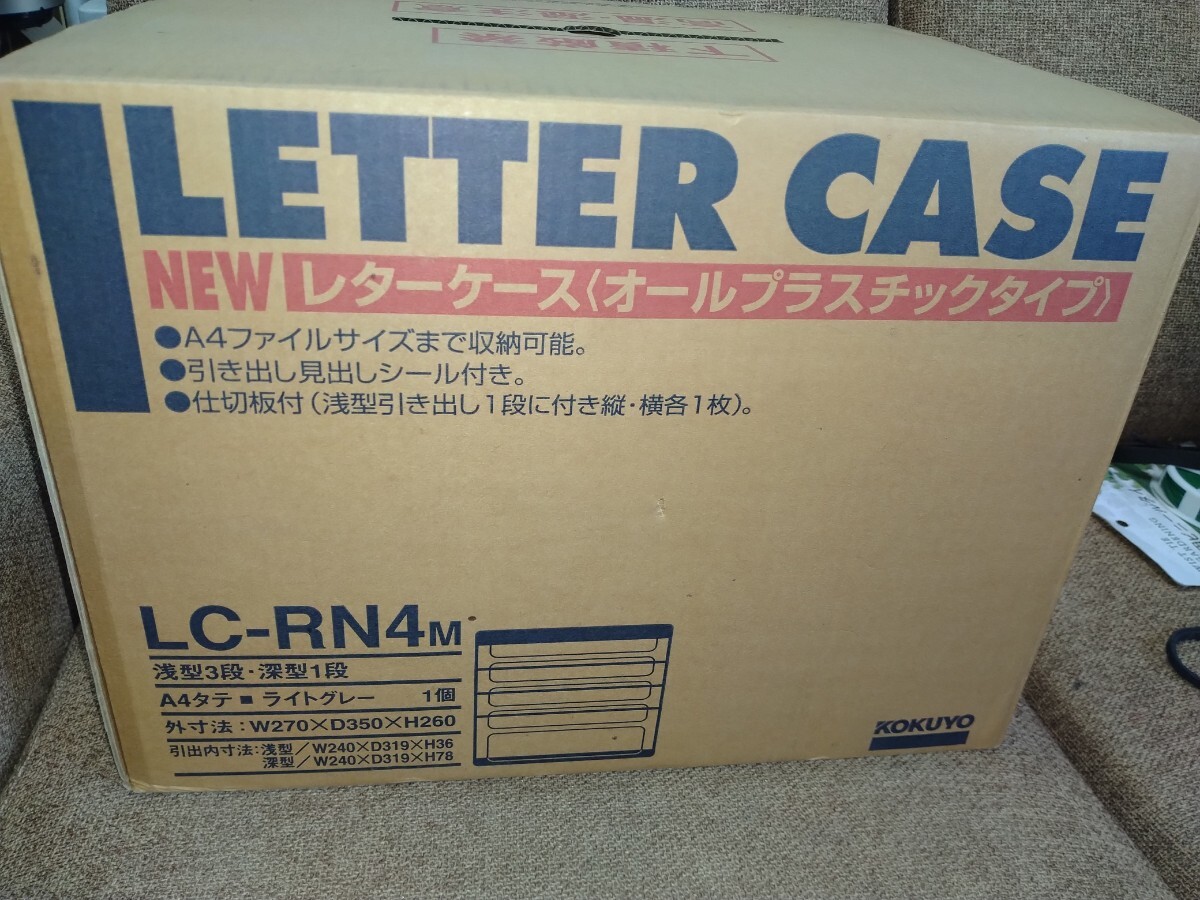 下積厳禁
LETTER CASE
NEW レターケース〈オールプラスチックタイプ〉
●A4ファイルサイズまで収納可能。
●引き出し見出しシール付き。
●仕切板付(浅型引き出し1段に付き縦・横各1枚)。
LC-RN4M
浅型3段・深型1段
A4タテ ■ ライトグレー 1個
外寸法:W270×D350×H260
引出内寸法:浅型/W240×D319×H36
深型/W240×D319×H78
KOKUYO